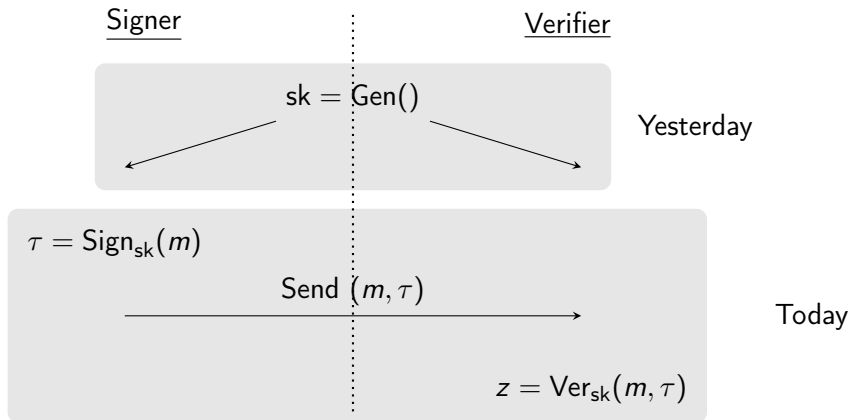 Signer
Verifier
sk = Gen()
Yesterday
τ = Sign_sk(m)
Send (m, τ)
Today
z = Ver_sk(m, τ)